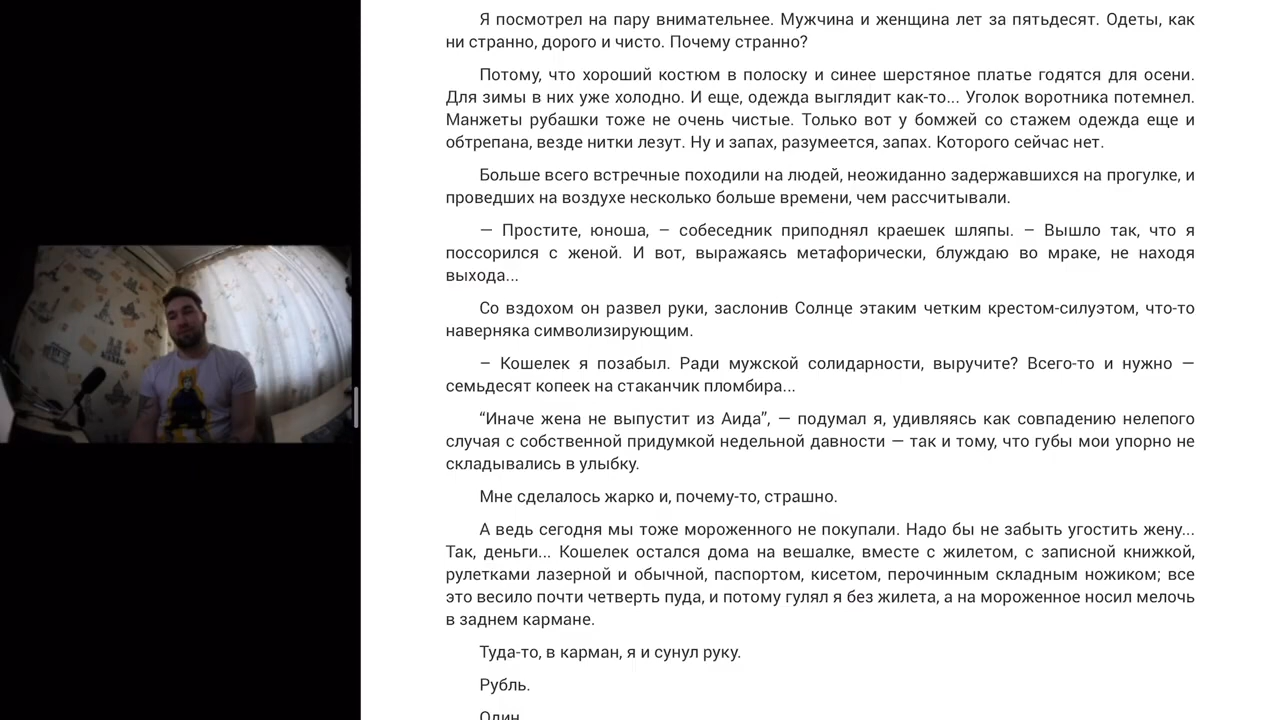 Я посмотрел на пару внимательнее. Мужчина и женщина лет за пятьдесят. Одеты, как
ни странно, дорого и чисто. Почему странно?
Потому, что хороший костюм в полоску и синее шерстяное платье годятся для осени.
Для зимы в них уже холодно. И еще, одежда выглядит как-то... Уголок воротника потемнел.
Манжеты рубашки тоже не очень чистые. Только вот у бомжей со стажем одежда еще и
обтрепана, везде нитки лезут. Ну и запах, разумеется, запах. Которого сейчас нет.
Больше всего встречные походили на людей, неожиданно задержавшихся на прогулке, и
проведших на воздухе несколько больше времени, чем рассчитывали.
— Простите, юноша, – собеседник приподнял краешек шляпы. – Вышло так, что я
поссорился с женой. И вот, выражаясь метафорически, блуждаю во мраке, не находя
выхода...
Со вздохом он развел руки, заслонив Солнце этаким четким крестом-силуэтом, что-то
наверняка символизирующим.
– Кошелек я позабыл. Ради мужской солидарности, выручите? Всего-то и нужно —
семьдесят копеек на стаканчик пломбира...
“Иначе жена не выпустит из Аида”, — подумал я, удивляясь как совпадению нелепого
случая с собственной придумкой недельной давности — так и тому, что губы мои упорно не
складывались в улыбку.
Мне сделалось жарко и, почему-то, страшно.
А ведь сегодня мы тоже мороженного не покупали. Надо бы не забыть угостить жену...
Так, деньги... Кошелек остался дома на вешалке, вместе с жилетом, с записной книжкой,
рулетками лазерной и обычной, паспортом, кисетом, перочинным складным ножиком; все
это весило почти четверть пуда, и потому гулял я без жилета, а на мороженное носил мелочь
в заднем кармане.
Туда-то, в карман, я и сунул руку.
Рубль.
Один